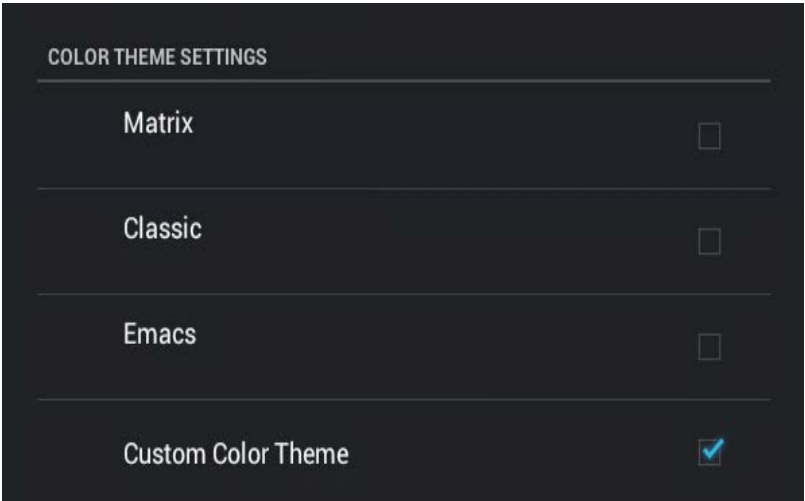 COLOR THEME SETTINGS
Matrix
Classic
Emacs
Custom Color Theme